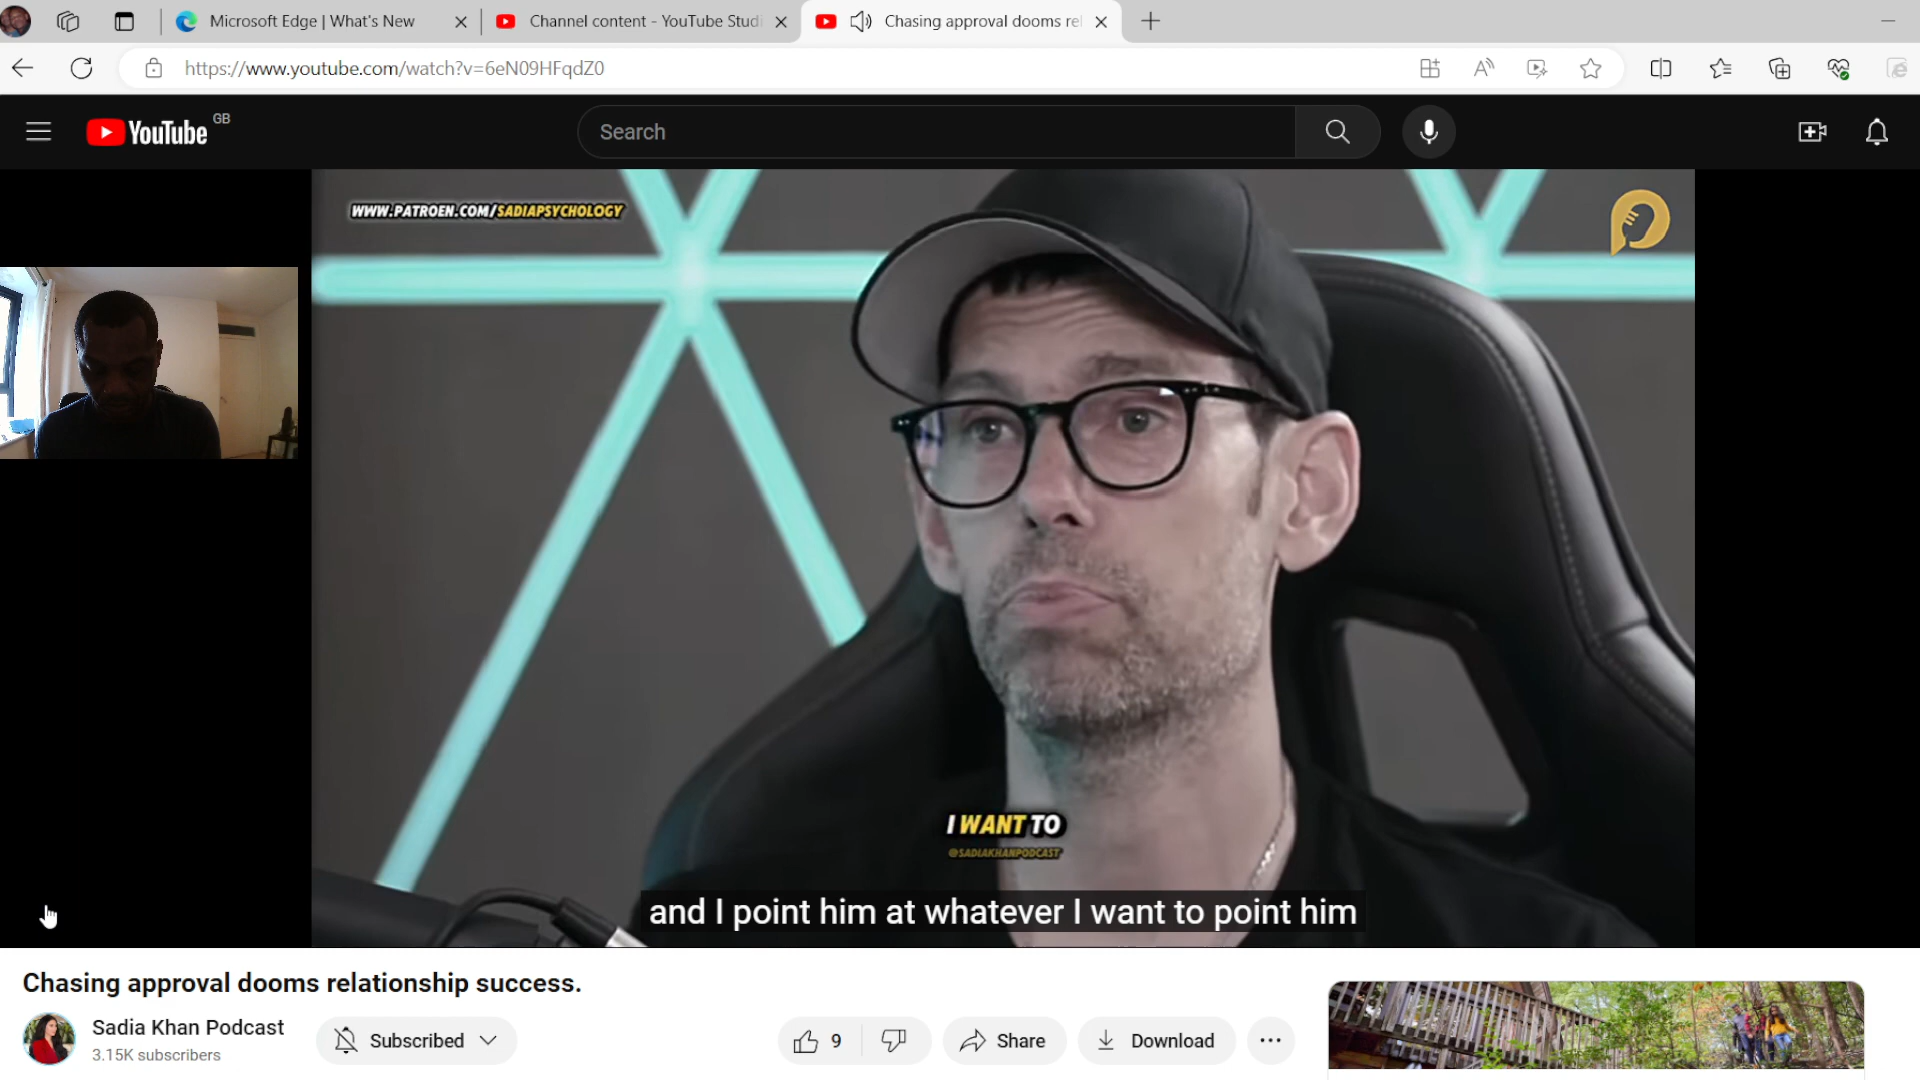 Microsoft Edge | What's New
Channel content - YouTube Studi
Chasing approval dooms rel
https://www.youtube.com/watch?v=6eN09HFqdZ0
YouTube GB
Search
WWW.PATROEN.COM/SADIAPSYCHOLOGY
I WANT TO
@SADIAKHANPODCAST
and I point him at whatever I want to point him
Chasing approval dooms relationship success.
Sadia Khan Podcast
3.15K subscribers
Subscribed
9
Share
Download